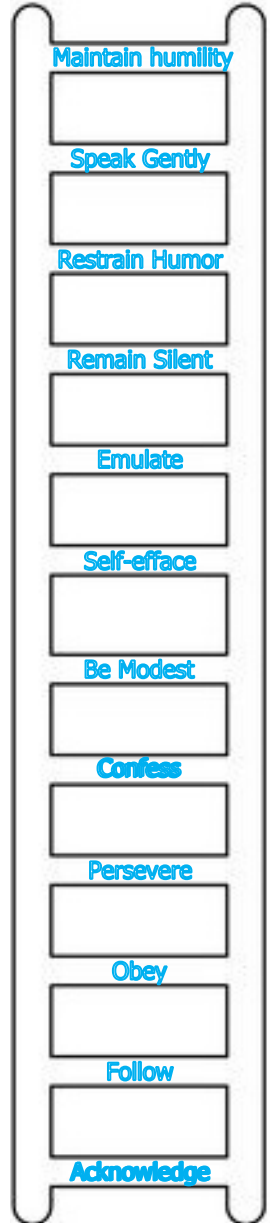 Maintain humility
Speak Gently
Restrain Humor
Remain Silent
Emulate
Self-efface
Be Modest
Confess
Persevere
Obey
Follow
Acknowledge